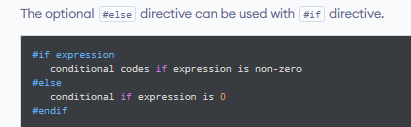 The optional #else directive can be used with #if directive.
#if expression
   conditional codes if expression is non-zero
#else
   conditional if expression is 0
#endif